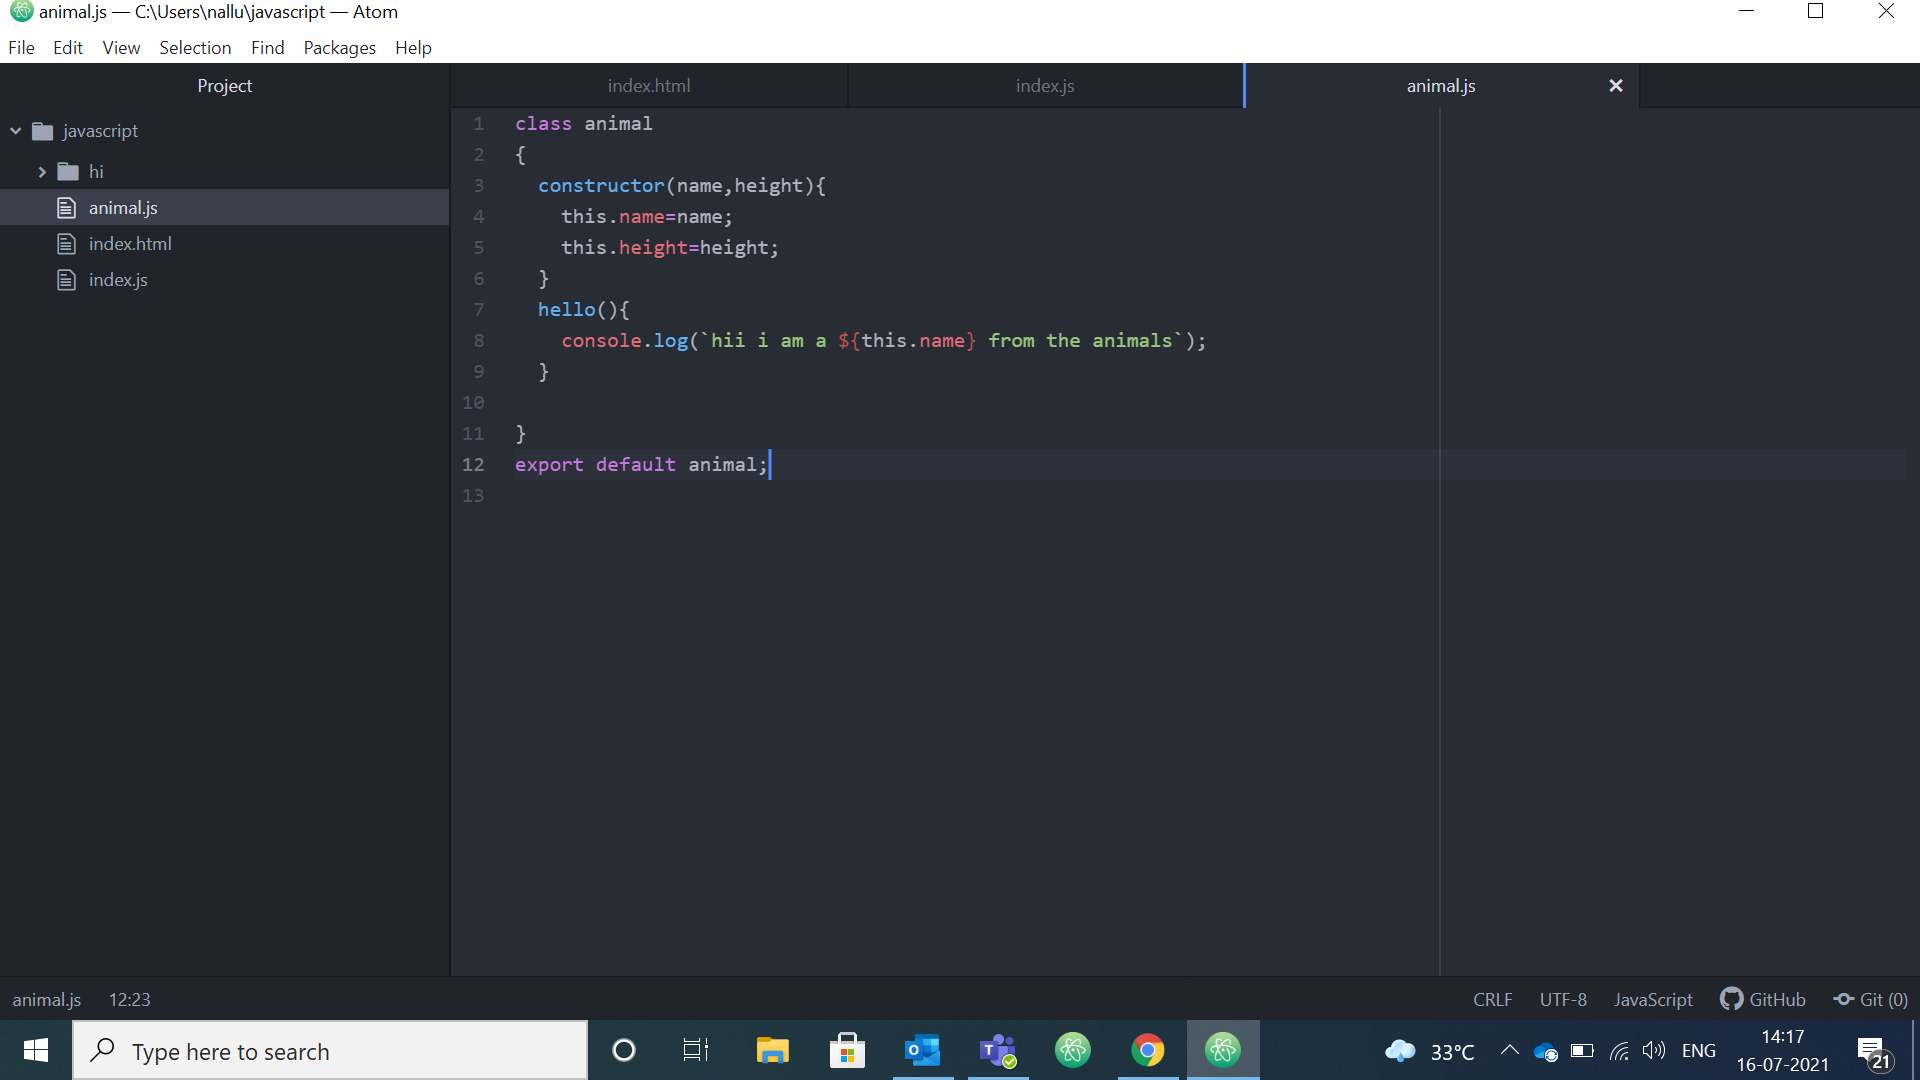 animal.js — C:\Users\nallu\javascript — Atom
File Edit View Selection Find Packages Help
Project
index.html
index.js
animal.js
javascript
hi
animal.js
index.html
index.js
1 class animal
2 {
3   constructor(name,height){
4     this.name=name;
5     this.height=height;
6   }
7   hello(){
8     console.log(`hii i am a ${this.name} from the animals`);
9   }
10
11 }
12 export default animal;
13
animal.js 12:23
CRLF UTF-8 JavaScript GitHub Git (0)
Type here to search
33°C
ENG
14:17
16-07-2021
21